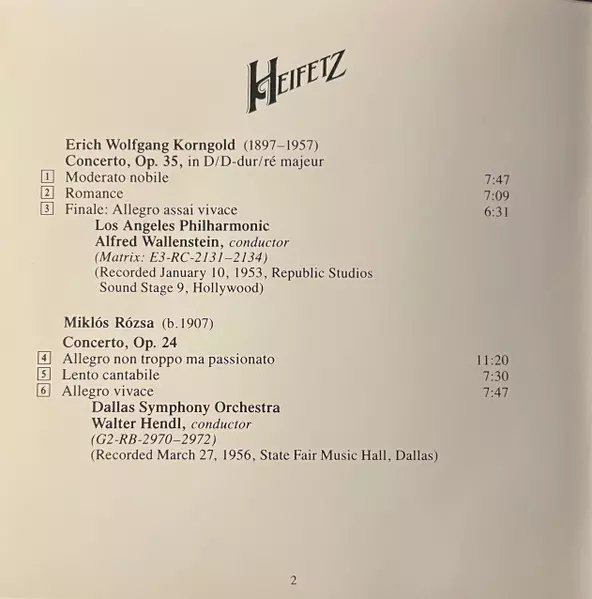 HEIFETZ
Erich Wolfgang Korngold (1897–1957)
Concerto, Op. 35, in D/D-dur/ré majeur
1 Moderato nobile 7:47
2 Romance 7:09
3 Finale: Allegro assai vivace 6:31
Los Angeles Philharmonic
Alfred Wallenstein, conductor
(Matrix: E3-RC-2131–2134)
(Recorded January 10, 1953, Republic Studios
Sound Stage 9, Hollywood)
Miklós Rózsa (b.1907)
Concerto, Op. 24
4 Allegro non troppo ma passionato 11:20
5 Lento cantabile 7:30
6 Allegro vivace 7:47
Dallas Symphony Orchestra
Walter Hendl, conductor
(G2-RB-2970–2972)
(Recorded March 27, 1956, State Fair Music Hall, Dallas)
2